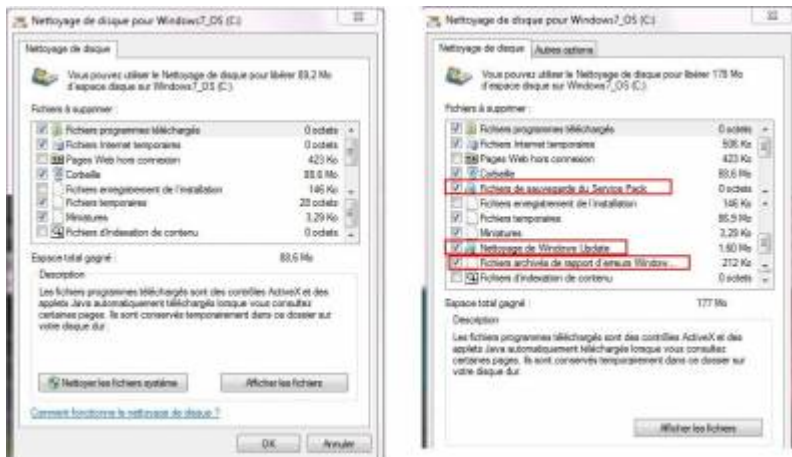 Nettoyage de disque pour Windows7_OS (C:)
Nettoyage de disque
Vous pouvez utiliser le Nettoyage de disque pour libérer 89,2 Mo
d'espace disque sur Windows7_OS (C:).
Fichiers à supprimer :
Fichiers programmes téléchargés 0 octets
Fichiers Internet temporaires 0 octets
Pages Web hors connexion 423 Ko
Corbeille 88,6 Mo
Fichiers enregistrement de l'installation 146 Ko
Fichiers temporaires 28 octets
Miniatures 3,29 Ko
Fichiers d'indexation de contenu 0 octets
Espace total gagné : 88,6 Mo
Description
Les fichiers programmes téléchargés sont des contrôles ActiveX et des
applets Java automatiquement téléchargés lorsque vous consultez
certaines pages. Ils sont conservés temporairement dans ce dossier sur
votre disque dur.
Nettoyer les fichiers système
Afficher les fichiers
Comment fonctionne le nettoyage de disque ?
OK
Annuler
Nettoyage de disque pour Windows7_OS (C:)
Nettoyage de disque
Autres options
Vous pouvez utiliser le Nettoyage de disque pour libérer 178 Mo
d'espace disque sur Windows7_OS (C:).
Fichiers à supprimer :
Fichiers programmes téléchargés 0 octets
Fichiers Internet temporaires 506 Ko
Pages Web hors connexion 423 Ko
Corbeille 88,6 Mo
Fichiers de sauvegarde du Service Pack 0 octets
Fichiers enregistrement de l'installation 146 Ko
Fichiers temporaires 86,9 Mo
Miniatures 3,29 Ko
Nettoyage de Windows Update 1,60 Mo
Fichiers archivés de rapport d'erreurs Window... 212 Ko
Fichiers d'indexation de contenu 0 octets
Espace total gagné : 177 Mo
Description
Les fichiers programmes téléchargés sont des contrôles ActiveX et des
applets Java automatiquement téléchargés lorsque vous consultez
certaines pages. Ils sont conservés temporairement dans ce dossier sur
votre disque dur.
Afficher les fichiers